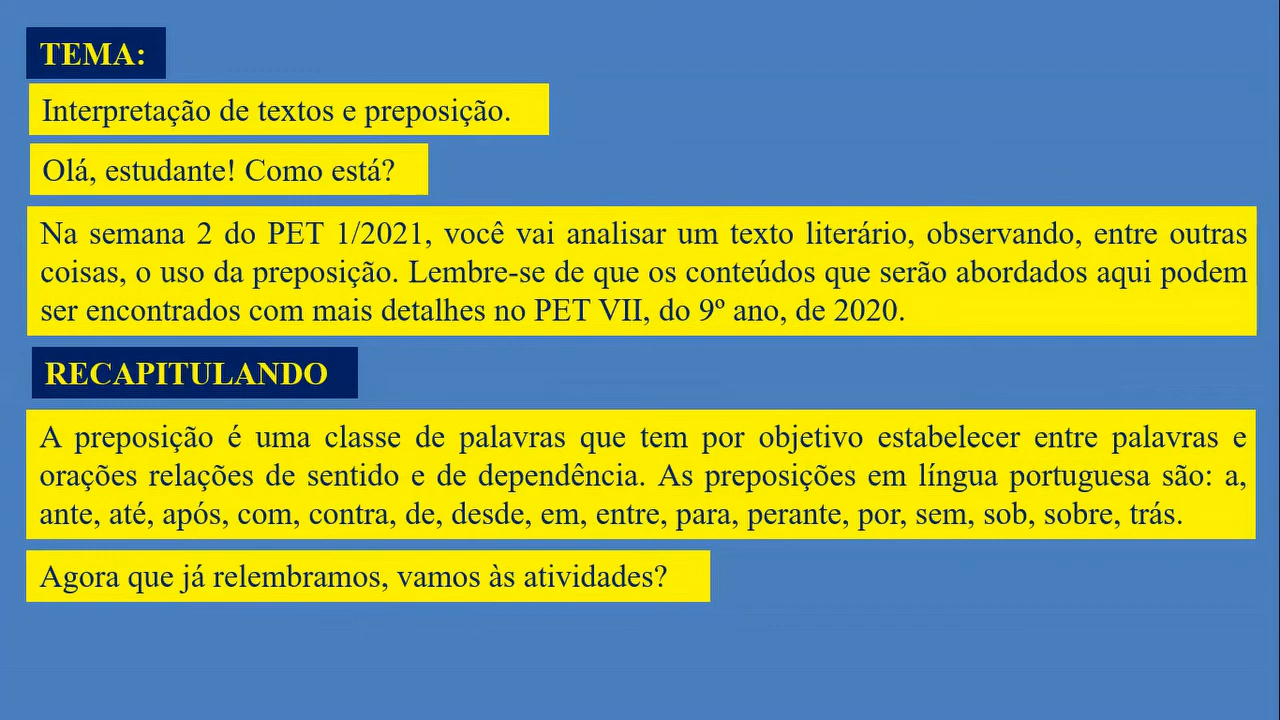 TEMA:
Interpretação de textos e preposição.
Olá, estudante! Como está?
Na semana 2 do PET 1/2021, você vai analisar um texto literário, observando, entre outras
coisas, o uso da preposição. Lembre-se de que os conteúdos que serão abordados aqui podem
ser encontrados com mais detalhes no PET VII, do 9º ano, de 2020.
RECAPITULANDO
A preposição é uma classe de palavras que tem por objetivo estabelecer entre palavras e
orações relações de sentido e de dependência. As preposições em língua portuguesa são: a,
ante, até, após, com, contra, de, desde, em, entre, para, perante, por, sem, sob, sobre, trás.
Agora que já relembramos, vamos às atividades?